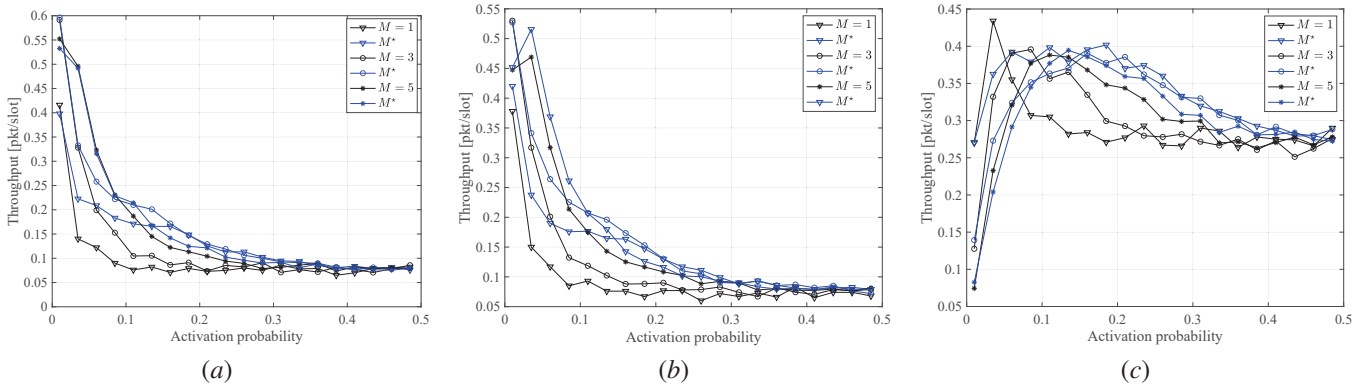 0.6
0.55
0.5
0.45
0.4
0.35
0.3
0.25
0.2
0.15
0.1
0.05
0
0
0.1
0.2
0.3
0.4
0.5
Throughput [pkt/slot]
Activation probability
M = 1
M⋆
M = 3
M⋆
M = 5
M⋆
(a)
0.55
0.5
0.45
0.4
0.35
0.3
0.25
0.2
0.15
0.1
0.05
0
0.1
0.2
0.3
0.4
0.5
Throughput [pkt/slot]
Activation probability
M = 1
M⋆
M = 3
M⋆
M = 5
M⋆
(b)
0.45
0.4
0.35
0.3
0.25
0.2
0.15
0.1
0.05
0
0.1
0.2
0.3
0.4
0.5
Throughput [pkt/slot]
Activation probability
M = 1
M⋆
M = 3
M⋆
M = 5
M⋆
(c)